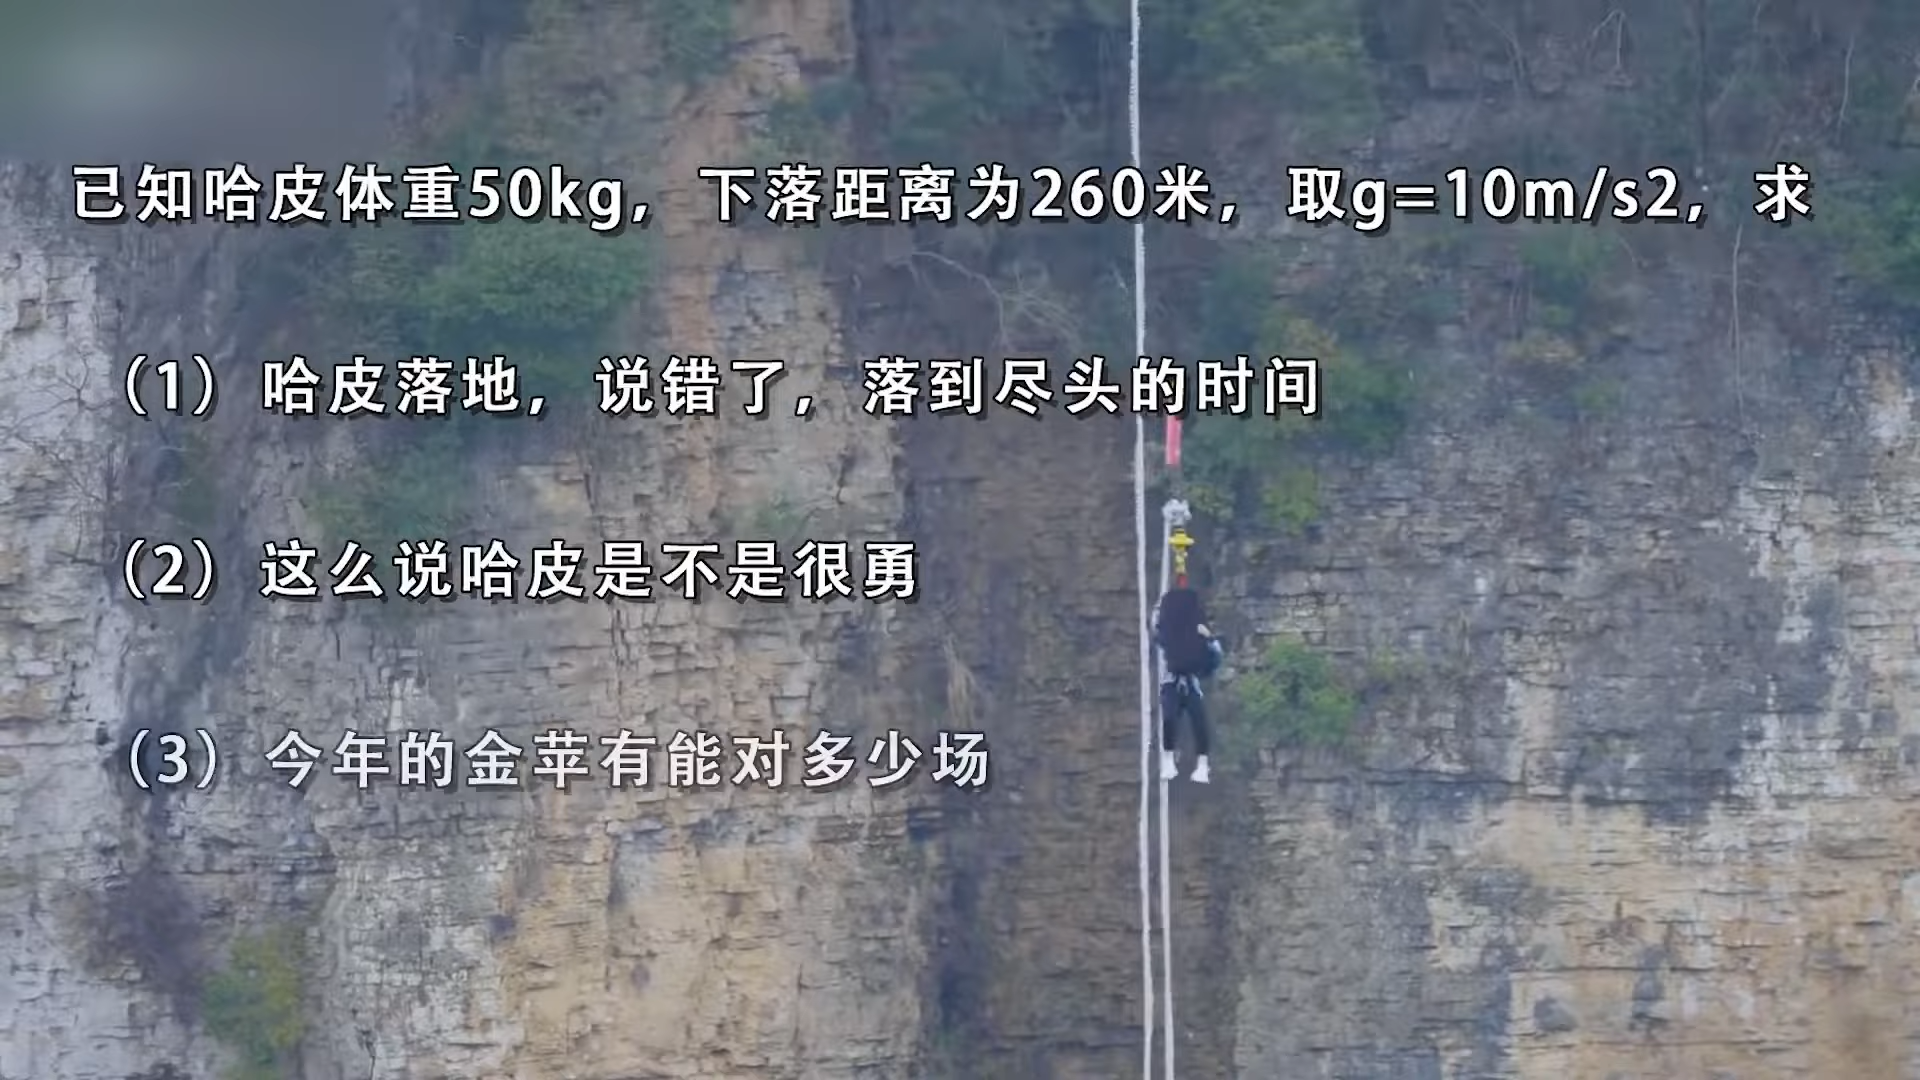 已知哈皮体重50kg，下落距离为260米，取g=10m/s2，求
（1）哈皮落地，说错了，落到尽头的时间
（2）这么说哈皮是不是很勇
（3）今年的金苹有能对多少场